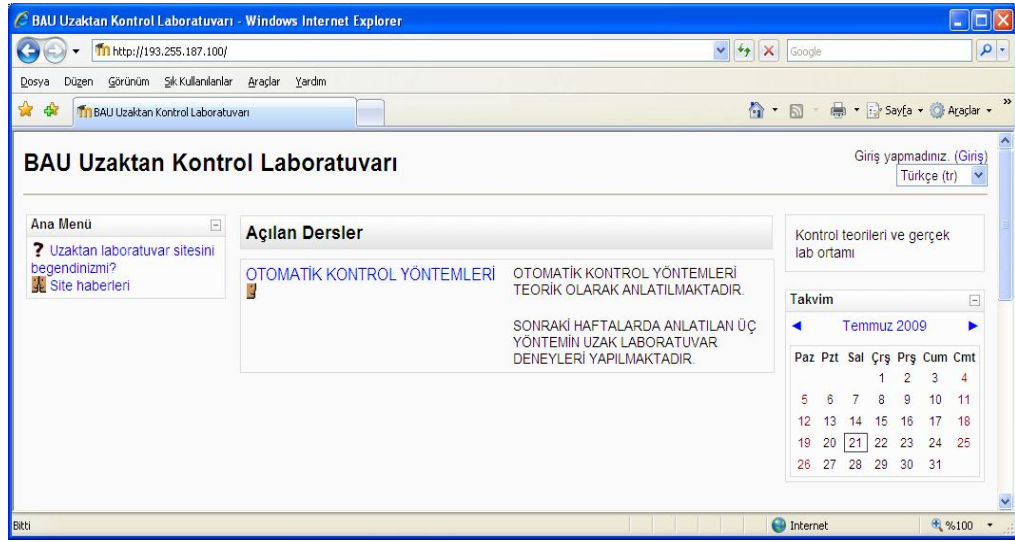 BAU Uzaktan Kontrol Laboratuvarı - Windows Internet Explorer
http://193.255.187.100/
Google
Dosya Düzen Görünüm Sık Kullanılanlar Araçlar Yardım
BAU Uzaktan Kontrol Laboratuvarı
Sayfa Araçlar
BAU Uzaktan Kontrol Laboratuvarı
Giriş yapmadınız. (Giriş)
Türkçe (tr)
Ana Menü
Uzaktan laboratuvar sitesini
begendinizmi?
Site haberleri
Açılan Dersler
OTOMATİK KONTROL YÖNTEMLERİ
OTOMATİK KONTROL YÖNTEMLERİ
TEORİK OLARAK ANLATILMAKTADIR.
SONRAKİ HAFTALARDA ANLATILAN ÜÇ
YÖNTEMİN UZAK LABORATUVAR
DENEYLERİ YAPILMAKTADIR.
Kontrol teorileri ve gerçek
lab ortamı
Takvim
Temmuz 2009
Paz Pzt Sal Çrş Prş Cum Cmt
1 2 3 4
5 6 7 8 9 10 11
12 13 14 15 16 17 18
19 20 21 22 23 24 25
26 27 28 29 30 31
Bitti
Internet
%100